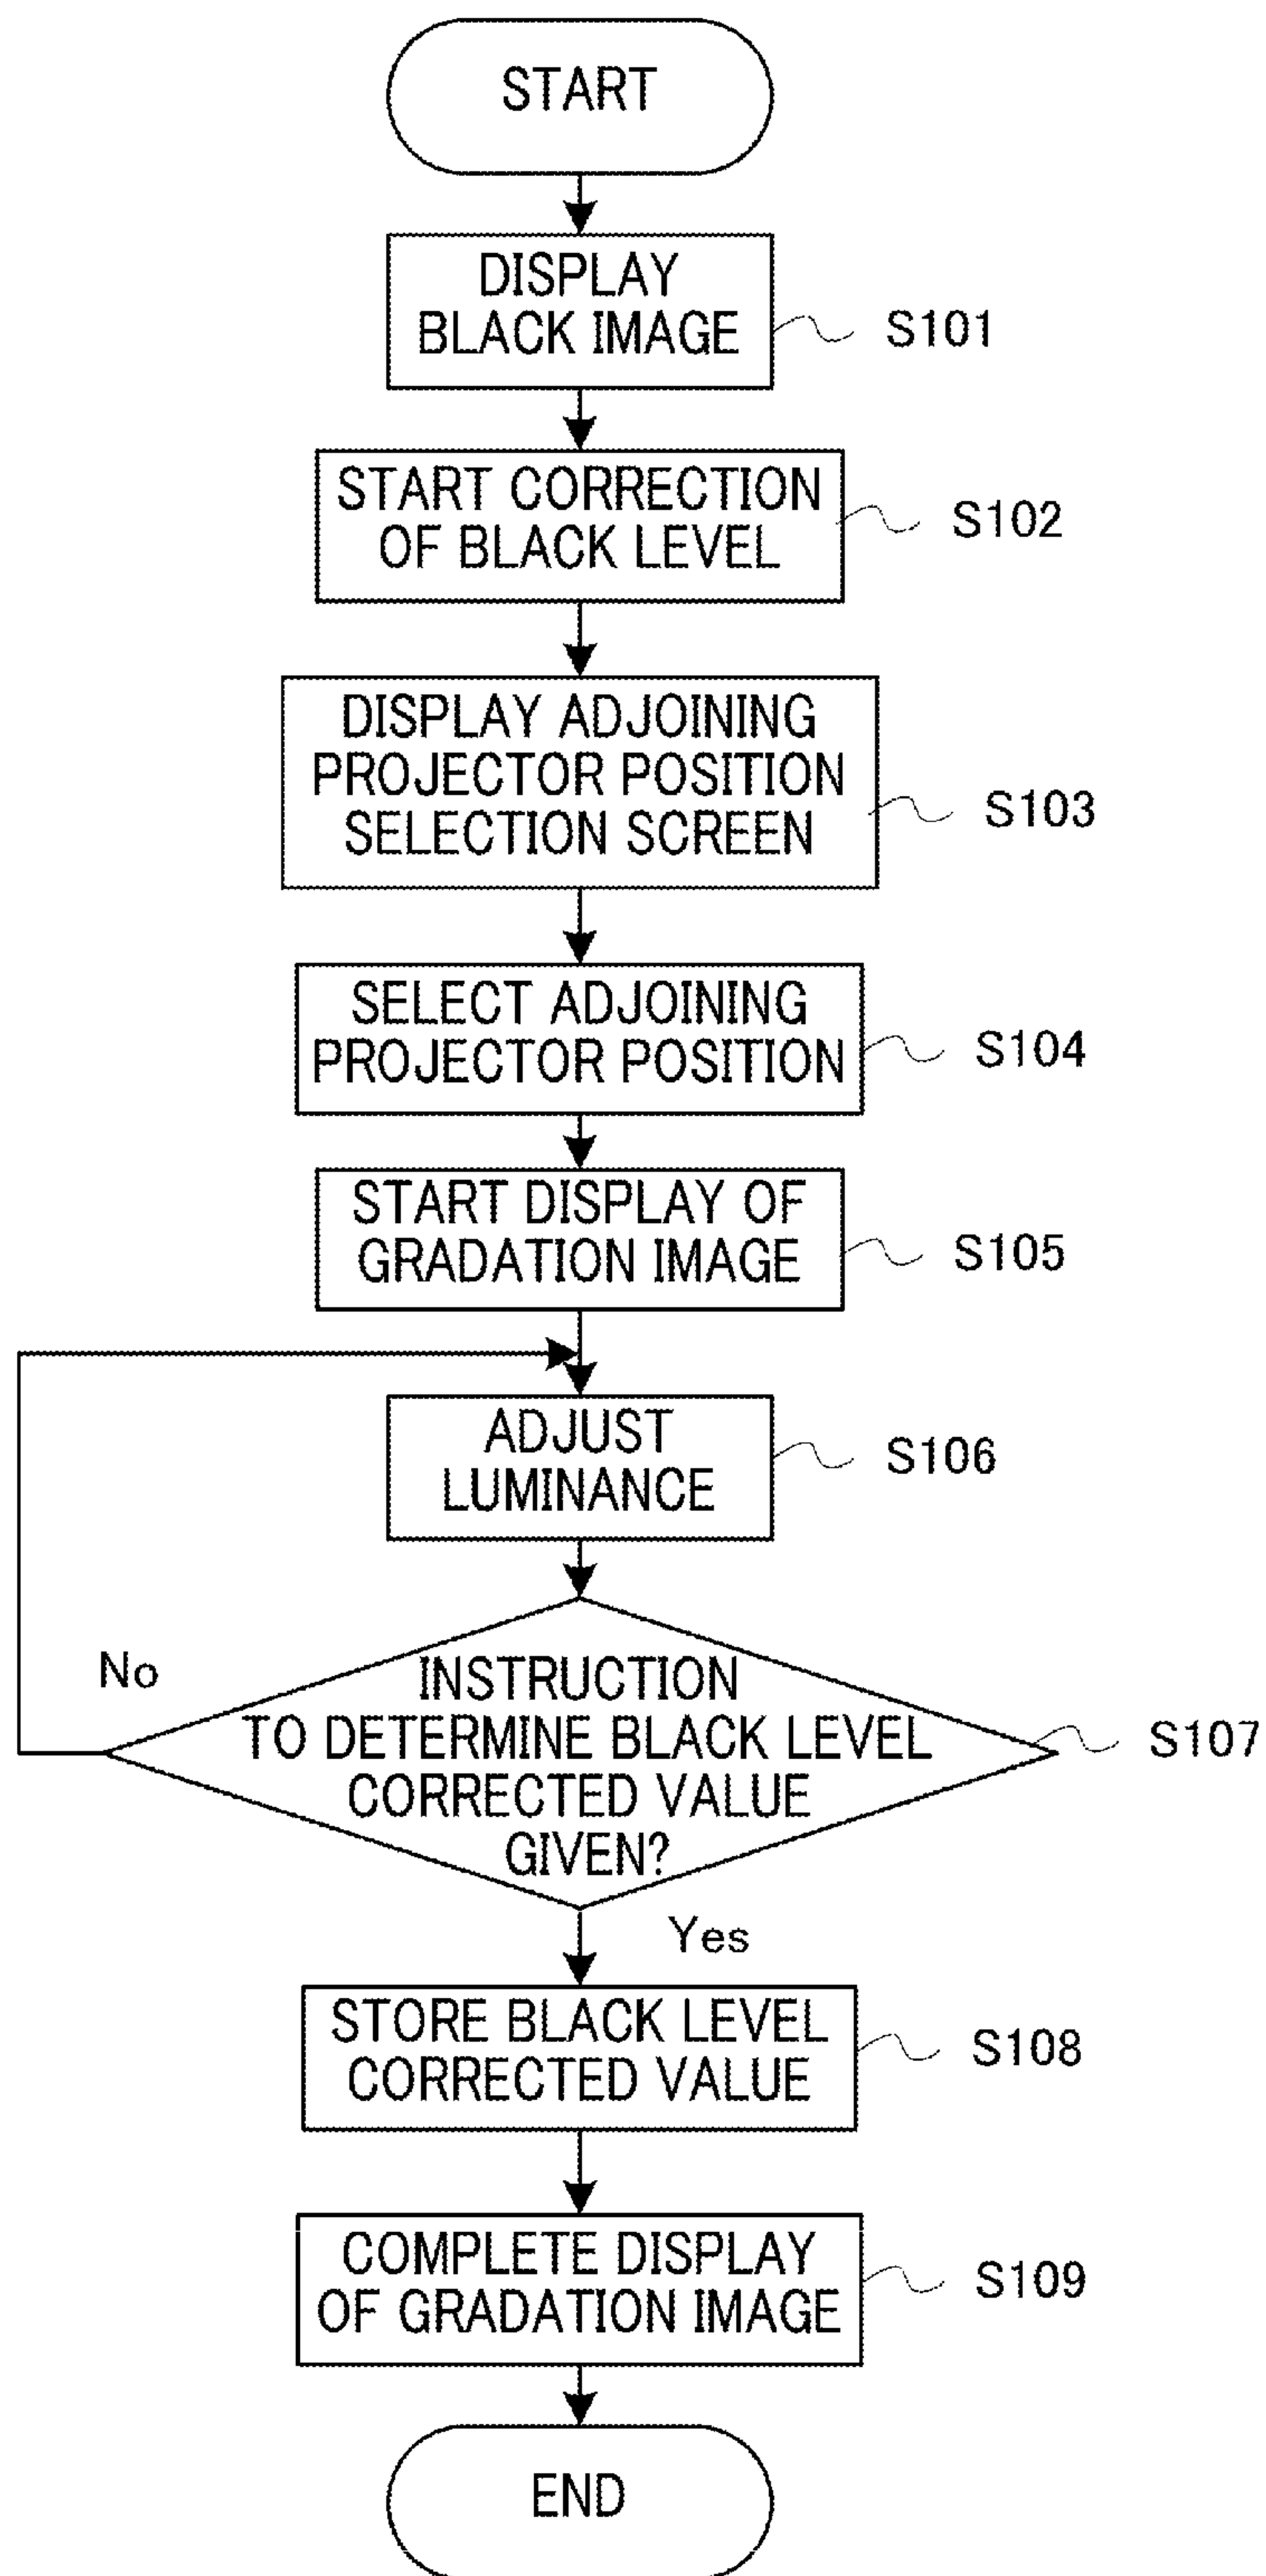 START
DISPLAY
BLACK IMAGE
S101
START CORRECTION
OF BLACK LEVEL
S102
DISPLAY ADJOINING
PROJECTOR POSITION
SELECTION SCREEN
S103
SELECT ADJOINING
PROJECTOR POSITION
S104
START DISPLAY OF
GRADATION IMAGE
S105
ADJUST
LUMINANCE
S106
No
INSTRUCTION
TO DETERMINE BLACK LEVEL
CORRECTED VALUE
GIVEN?
S107
Yes
STORE BLACK LEVEL
CORRECTED VALUE
S108
COMPLETE DISPLAY
OF GRADATION IMAGE
S109
END